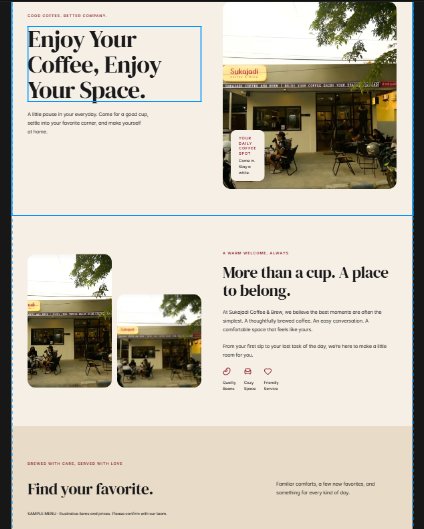 GOOD COFFEE. BETTER COMPANY.
Enjoy Your
Coffee, Enjoy
Your Space.
A little pause in your everyday. Come for a good cup,
settle into your favorite corner, and make yourself
at home.
Sukajadi
YOUR
DAILY
COFFEE
SPOT
Come in.
Stay a
while.
A WARM WELCOME, ALWAYS
More than a cup. A place
to belong.
At Sukajadi Coffee & Brew, we believe the best moments are often the
simplest. A thoughtfully brewed coffee. An easy conversation. A
comfortable space that feels like yours.
From your first sip to your last task of the day, we're here to make a little
room for you.
Quality
Beans
Cozy
Space
Friendly
Service
BREWED WITH CARE, SERVED WITH LOVE
Find your favorite.
Familiar comforts, a few new favorites, and
something for every kind of day.
SAMPLE MENU · Illustrative items and prices. Please confirm with our team.